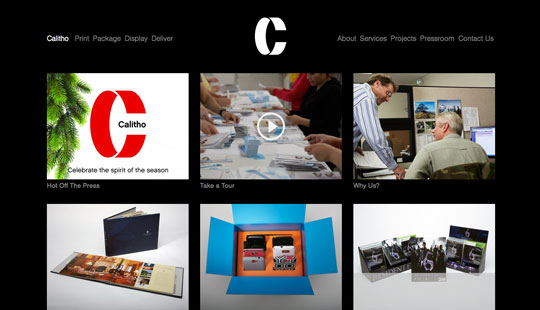 Calitho Print Package Display Deliver
C
About Services Projects Pressroom Contact Us
Calitho
Celebrate the spirit of the season
Hot Off The Press
Take a Tour
Why Us?